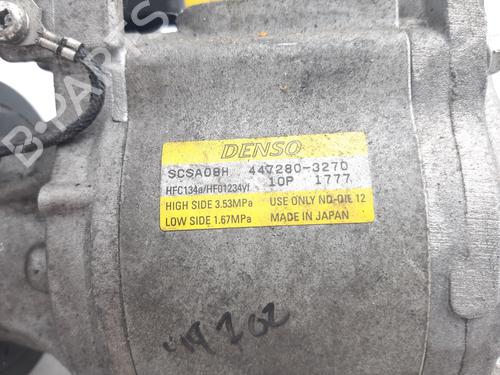 DENSO
SCSA08H 447280-3270
HFC134a/HFO1234yf 10P 1777
HIGH SIDE 3.53MPa USE ONLY ND-OIL 12
LOW SIDE 1.67MPa MADE IN JAPAN